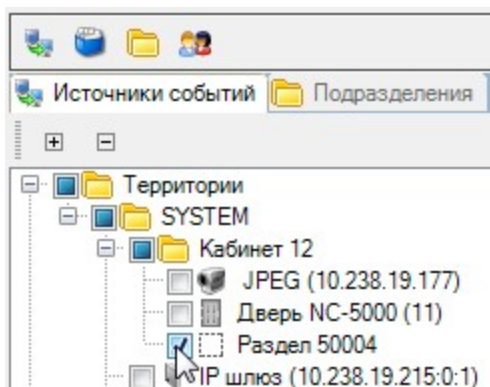 Источники событий Подразделения
Территории
SYSTEM
Кабинет 12
JPEG (10.238.19.177)
Дверь NC-5000 (11)
Раздел 50004
IP шлюз (10.238.19.215:0:1)